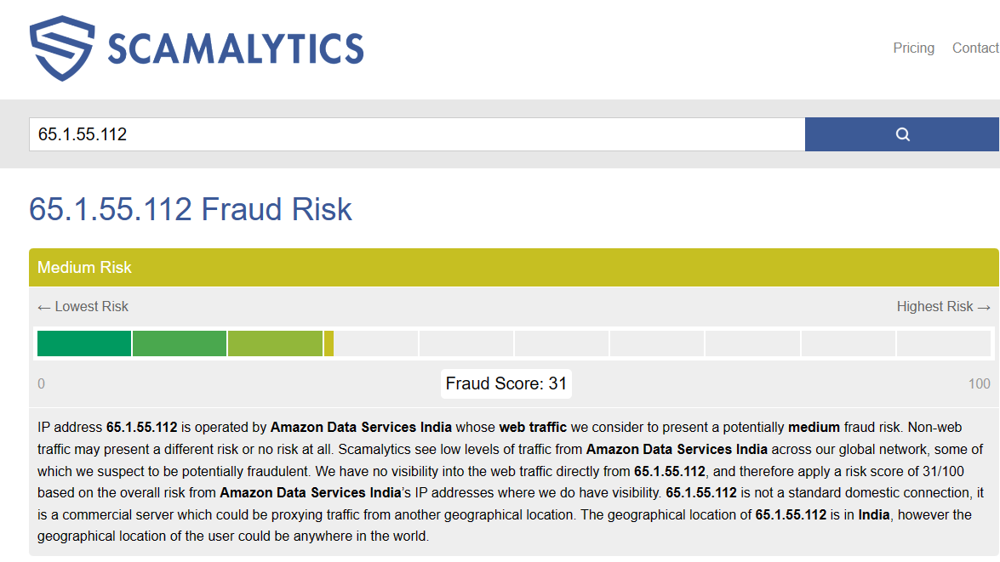 SCAMALYTICS
Pricing Contact
65.1.55.112
65.1.55.112 Fraud Risk
Medium Risk
← Lowest Risk Highest Risk →
0 Fraud Score: 31 100
IP address 65.1.55.112 is operated by Amazon Data Services India whose web traffic we consider to present a potentially medium fraud risk. Non-web
traffic may present a different risk or no risk at all. Scamalytics see low levels of traffic from Amazon Data Services India across our global network, some of
which we suspect to be potentially fraudulent. We have no visibility into the web traffic directly from 65.1.55.112, and therefore apply a risk score of 31/100
based on the overall risk from Amazon Data Services India's IP addresses where we do have visibility. 65.1.55.112 is not a standard domestic connection, it
is a commercial server which could be proxying traffic from another geographical location. The geographical location of 65.1.55.112 is in India, however the
geographical location of the user could be anywhere in the world.